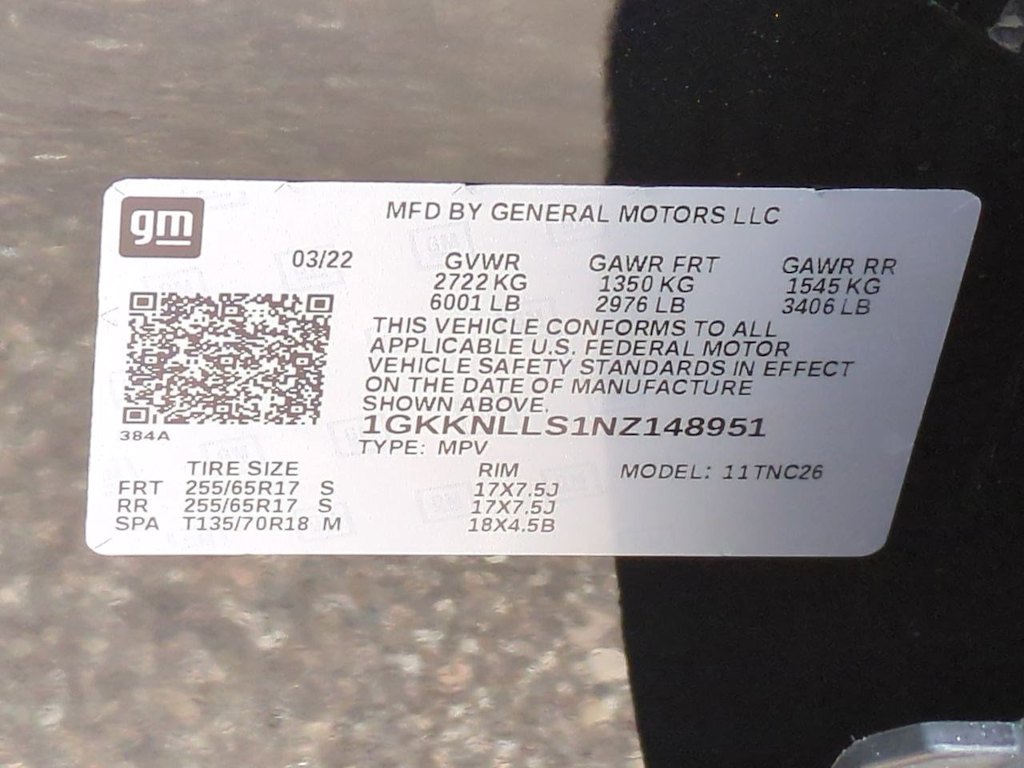 gm
MFD BY GENERAL MOTORS LLC
03/22 GVWR GAWR FRT GAWR RR
2722 KG 1350 KG 1545 KG
6001 LB 2976 LB 3406 LB
THIS VEHICLE CONFORMS TO ALL
APPLICABLE U.S. FEDERAL MOTOR
VEHICLE SAFETY STANDARDS IN EFFECT
ON THE DATE OF MANUFACTURE
SHOWN ABOVE.
1GKKNLLS1NZ148951
384A
TYPE: MPV
TIRE SIZE RIM MODEL: 11TNC26
FRT 255/65R17 S 17X7.5J
RR 255/65R17 S 17X7.5J
SPA T135/70R18 M 18X4.5B